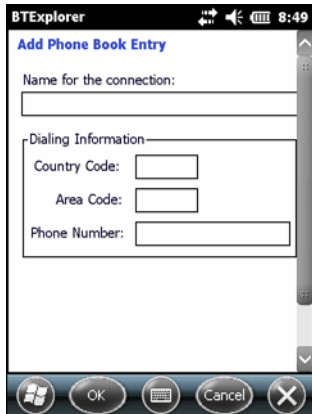 BTExplorer 8:49
Add Phone Book Entry
Name for the connection:
Dialing Information
Country Code:
Area Code:
Phone Number:
OK Cancel